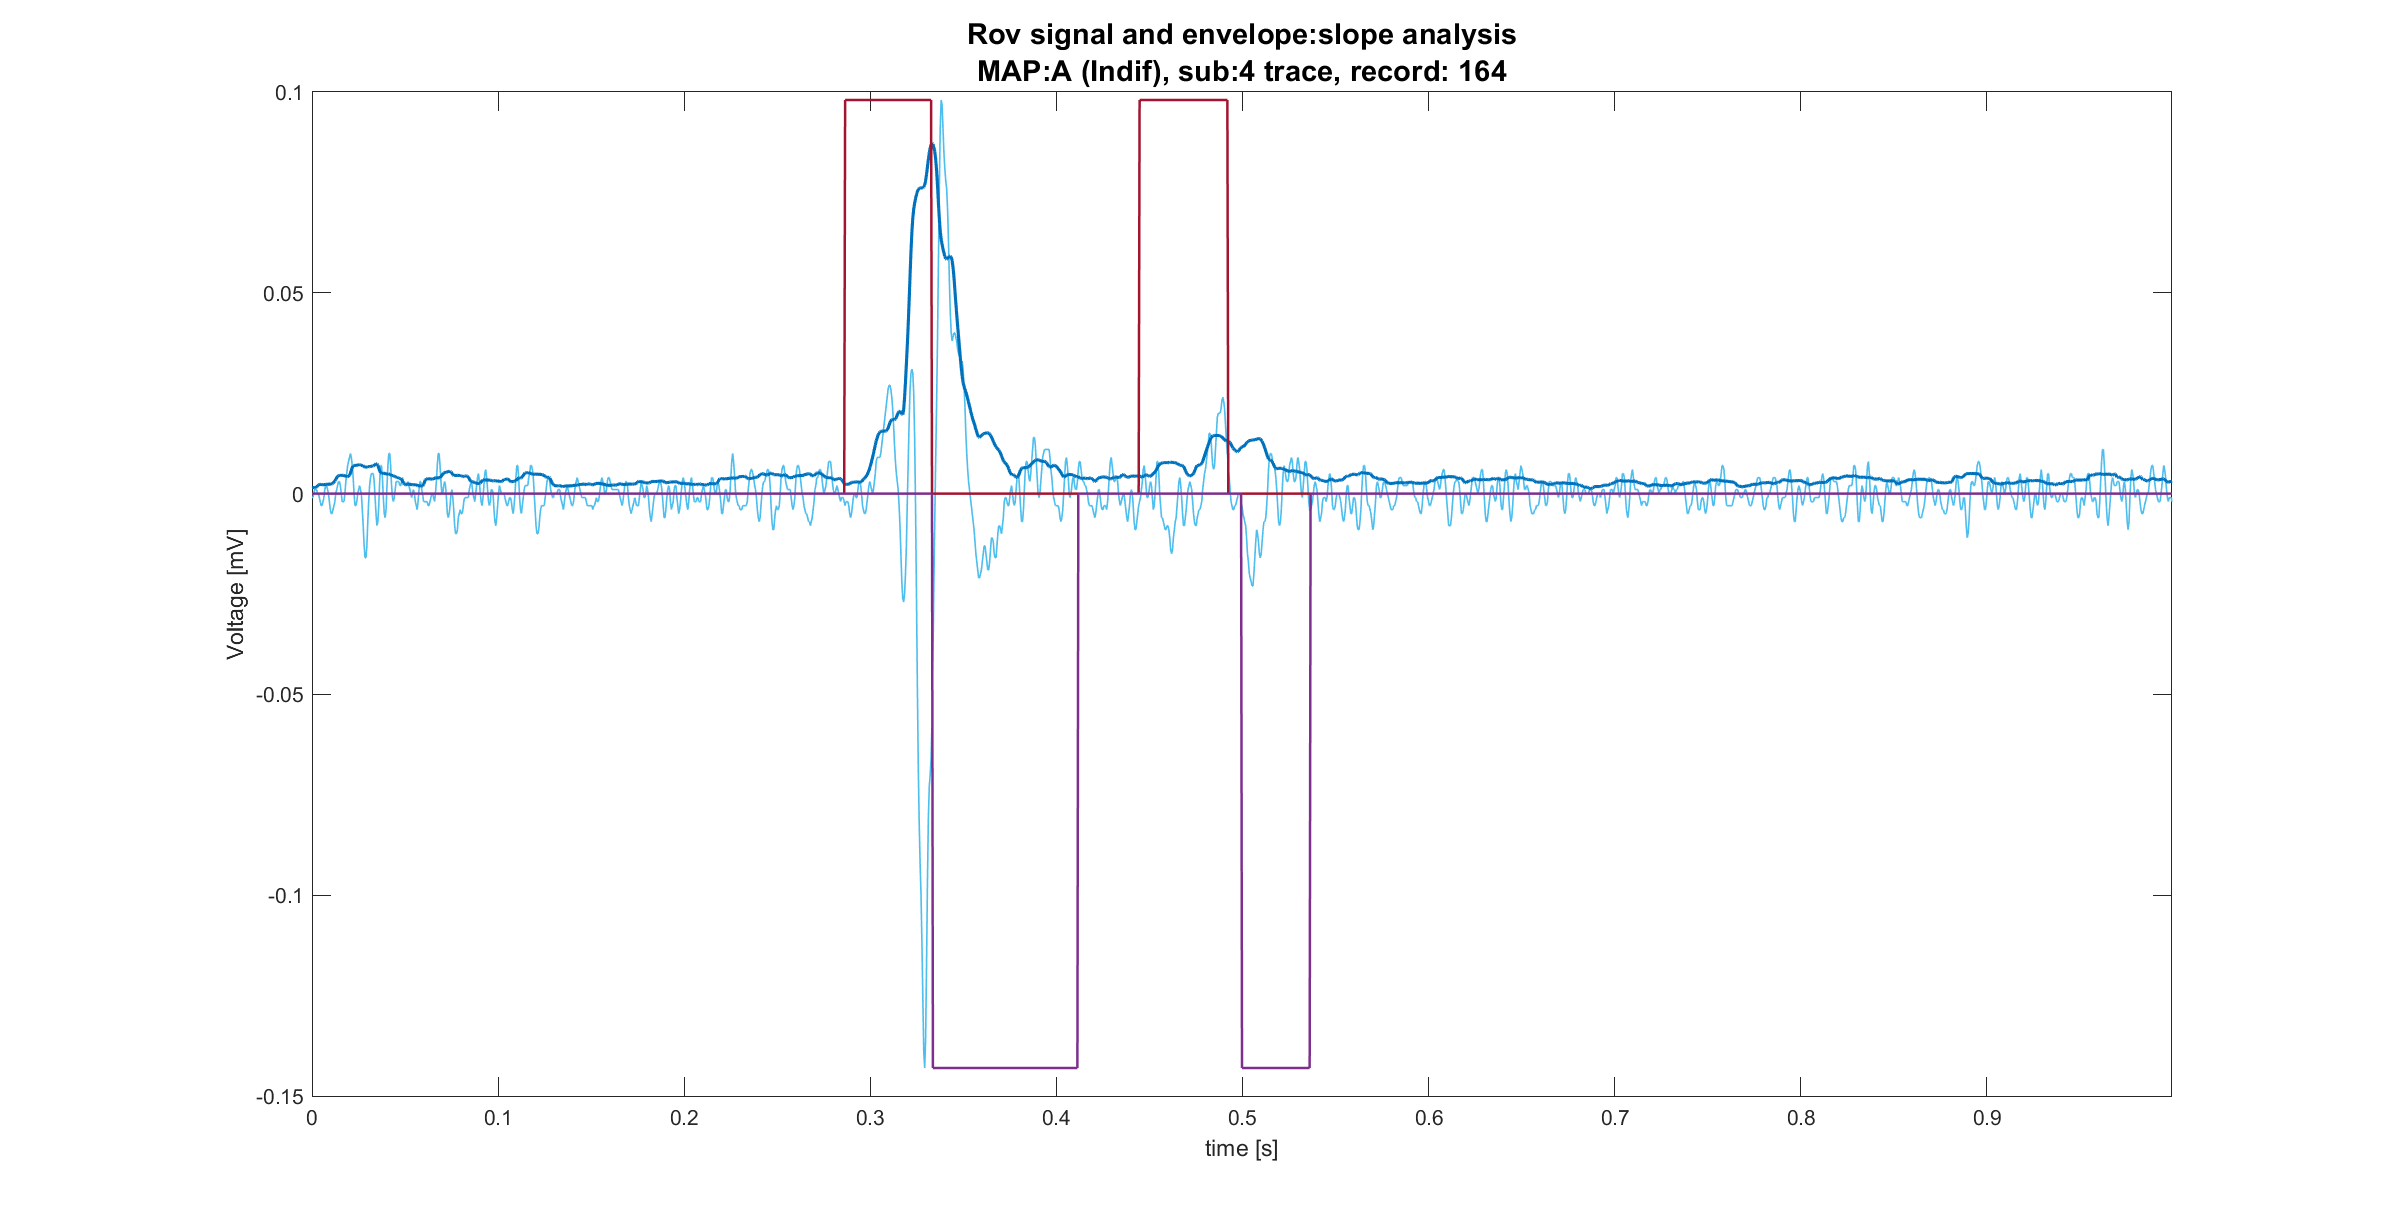 Rov signal and envelope:slope analysis
MAP:A (Indif), sub:4 trace, record: 164
0.1
0.05
0
-0.05
-0.1
-0.15
Voltage [mV]
0 0.1 0.2 0.3 0.4 0.5 0.6 0.7 0.8 0.9
time [s]